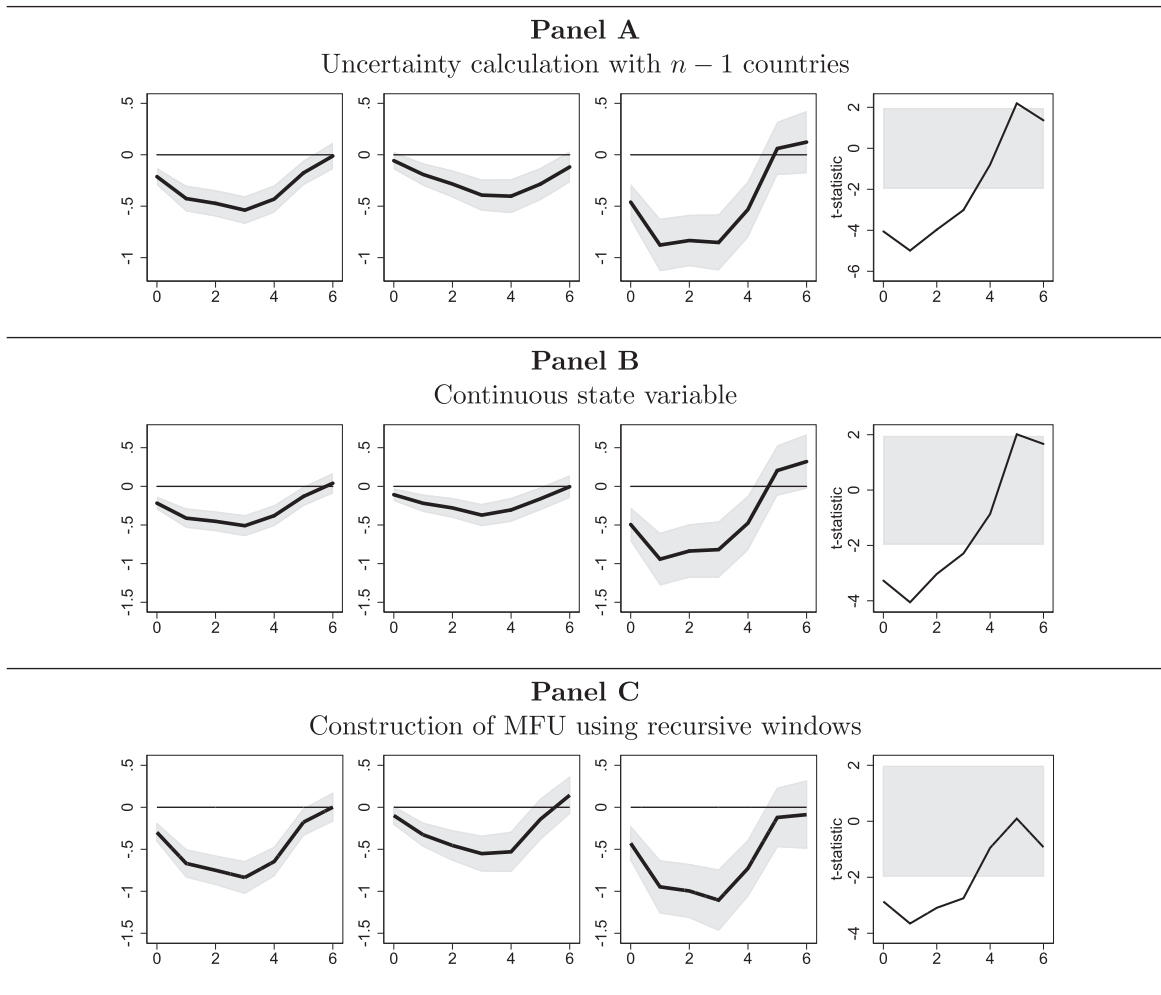 Panel A
Uncertainty calculation with n − 1 countries
.5
0
-.5
-1
0 2 4 6
.5
0
-.5
-1
0 2 4 6
.5
0
-.5
-1
0 2 4 6
t-statistic
2
0
-2
-4
-6
0 2 4 6
Panel B
Continuous state variable
.5
0
-.5
-1
-1.5
0 2 4 6
.5
0
-.5
-1
-1.5
0 2 4 6
.5
0
-.5
-1
-1.5
0 2 4 6
t-statistic
2
0
-2
-4
0 2 4 6
Panel C
Construction of MFU using recursive windows
.5
0
-.5
-1
-1.5
0 2 4 6
.5
0
-.5
-1
-1.5
0 2 4 6
.5
0
-.5
-1
-1.5
0 2 4 6
t-statistic
2
0
-2
-4
0 2 4 6